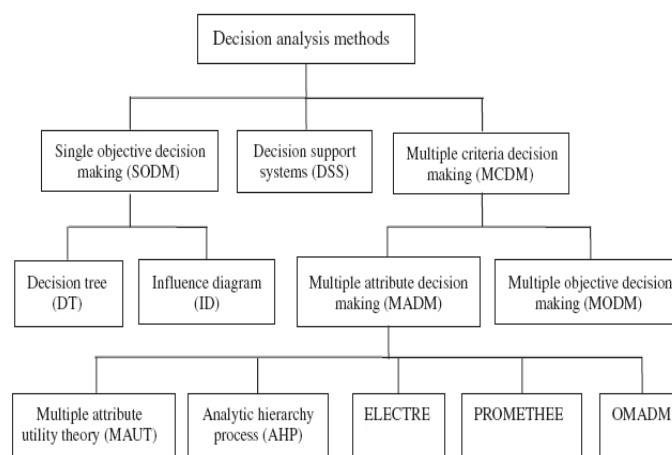 Decision analysis methods
Single objective decision
making (SODM)
Decision support
systems (DSS)
Multiple criteria decision
making (MCDM)
Decision tree
(DT)
Influence diagram
(ID)
Multiple attribute decision
making (MADM)
Multiple objective decision
making (MODM)
Multiple attribute
utility theory (MAUT)
Analytic hierarchy
process (AHP)
ELECTRE
PROMETHEE
OMADM